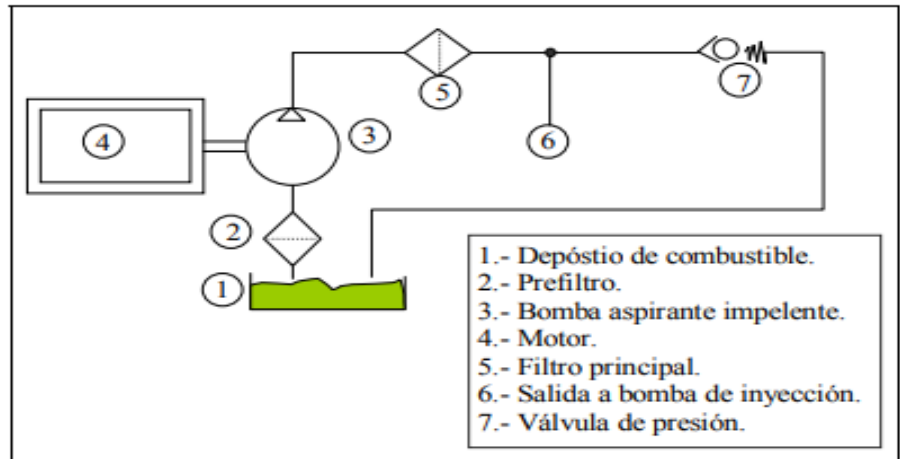 4
3
5
6
7
2
1
1.- Depóstio de combustible.
2.- Prefiltro.
3.- Bomba aspirante impelente.
4.- Motor.
5.- Filtro principal.
6.- Salida a bomba de inyección.
7.- Válvula de presión.